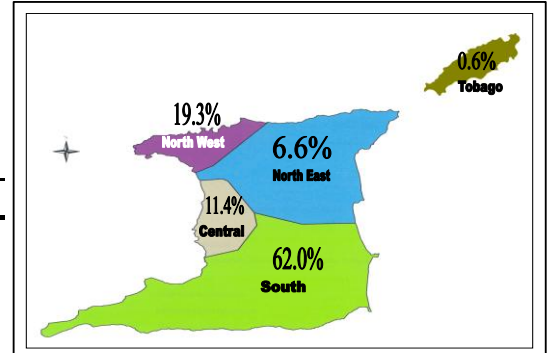 0.6%
Tobago
19.3%
North West
6.6%
North East
11.4%
Central
62.0%
South